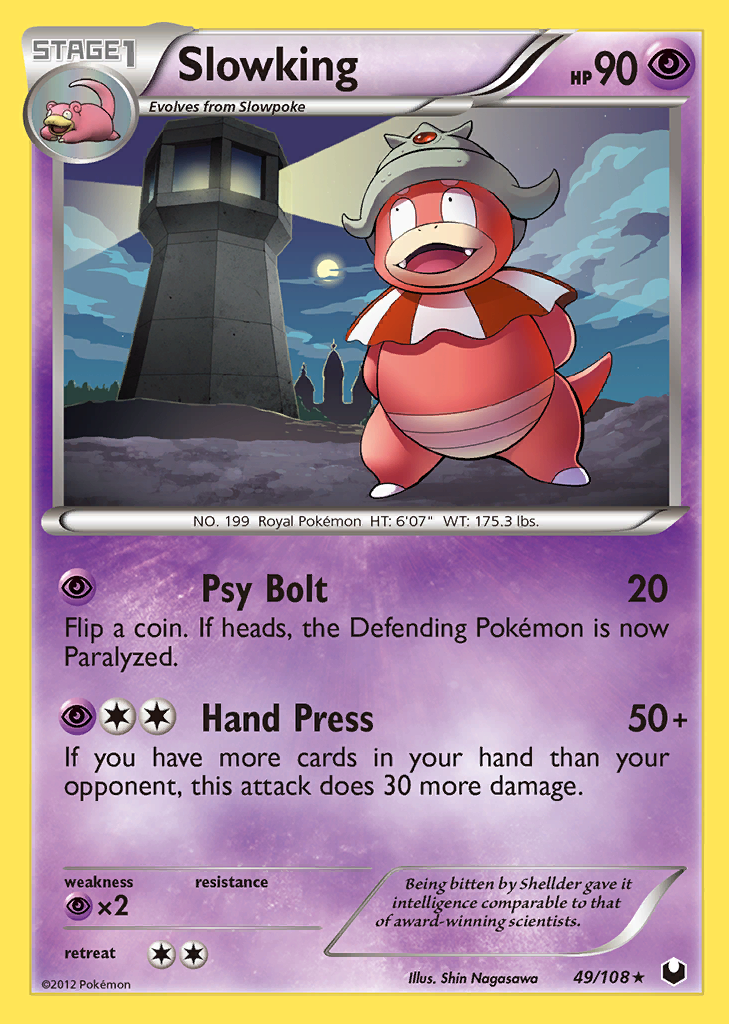 STAGE1
Slowking
HP 90
Evolves from Slowpoke
NO. 199 Royal Pokémon HT: 6'07" WT: 175.3 lbs.
Psy Bolt 20
Flip a coin. If heads, the Defending Pokémon is now
Paralyzed.
Hand Press 50+
If you have more cards in your hand than your
opponent, this attack does 30 more damage.
weakness resistance
×2
retreat
Being bitten by Shellder gave it
intelligence comparable to that
of award-winning scientists.
Illus. Shin Nagasawa 49/108★
©2012 Pokémon